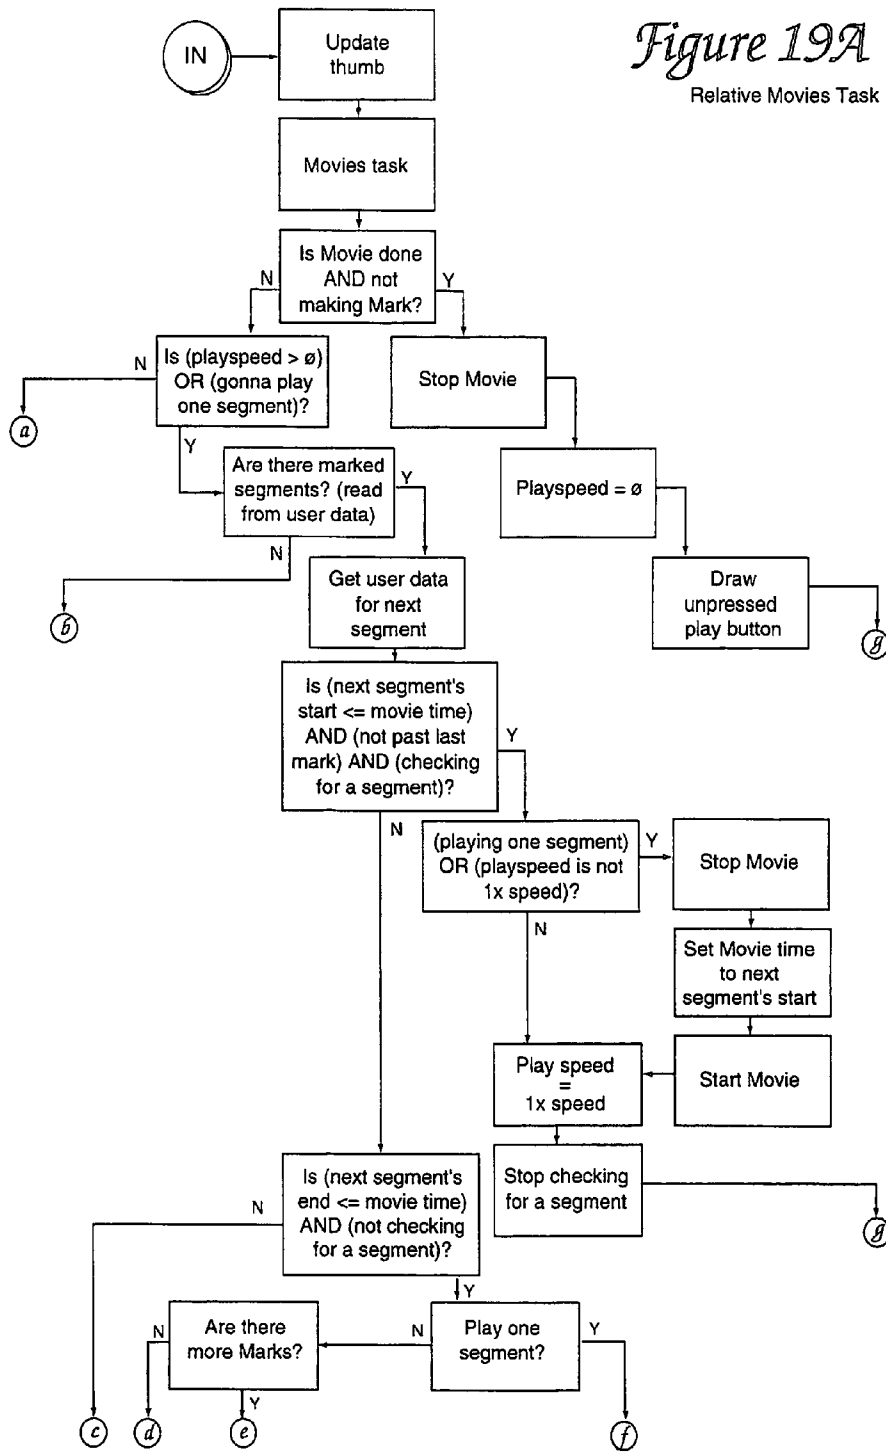 Figure 19A
Relative Movies Task
IN
Update
thumb
Movies task
Is Movie done
AND not
making Mark?
N
Y
Is (playspeed > ø)
OR (gonna play
one segment)?
N
Stop Movie
a
Y
Are there marked
segments? (read
from user data)
Y
Playspeed = ø
N
Get user data
for next
segment
Draw
unpressed
play button
b
g
Is (next segment's
start <= movie time)
AND (not past last
mark) AND (checking
for a segment)?
Y
N
(playing one segment)
OR (playspeed is not
1x speed)?
Y
Stop Movie
N
Set Movie time
to next
segment's start
Play speed
=
1x speed
Start Movie
Is (next segment's
end <= movie time)
AND (not checking
for a segment)?
N
Stop checking
for a segment
g
Y
Are there
more Marks?
N
N
Play one
segment?
Y
Y
c
d
e
f